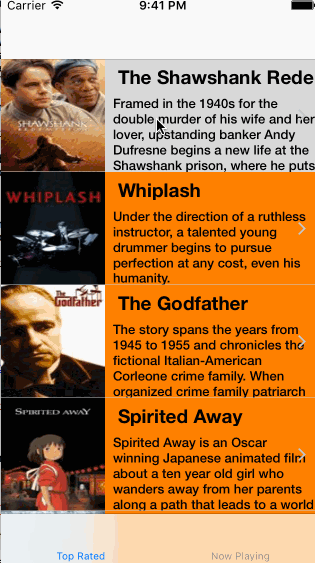 Carrier 9:41 PM
The Shawshank Rede
Framed in the 1940s for the
double murder of his wife and her
lover, upstanding banker Andy
Dufresne begins a new life at the
Shawshank prison, where he puts
SHAWSHANK
REDEMPTION
Whiplash
Under the direction of a ruthless
instructor, a talented young
drummer begins to pursue
perfection at any cost, even his
humanity.
WHIPLASH
The Godfather
The story spans the years from
1945 to 1955 and chronicles the
fictional Italian-American
Corleone crime family. When
organized crime family patriarch
The
Godfather
Spirited Away
Spirited Away is an Oscar
winning Japanese animated film
about a ten year old girl who
wanders away from her parents
along a path that leads to a world
SPIRITED AWAY
Top Rated
Now Playing